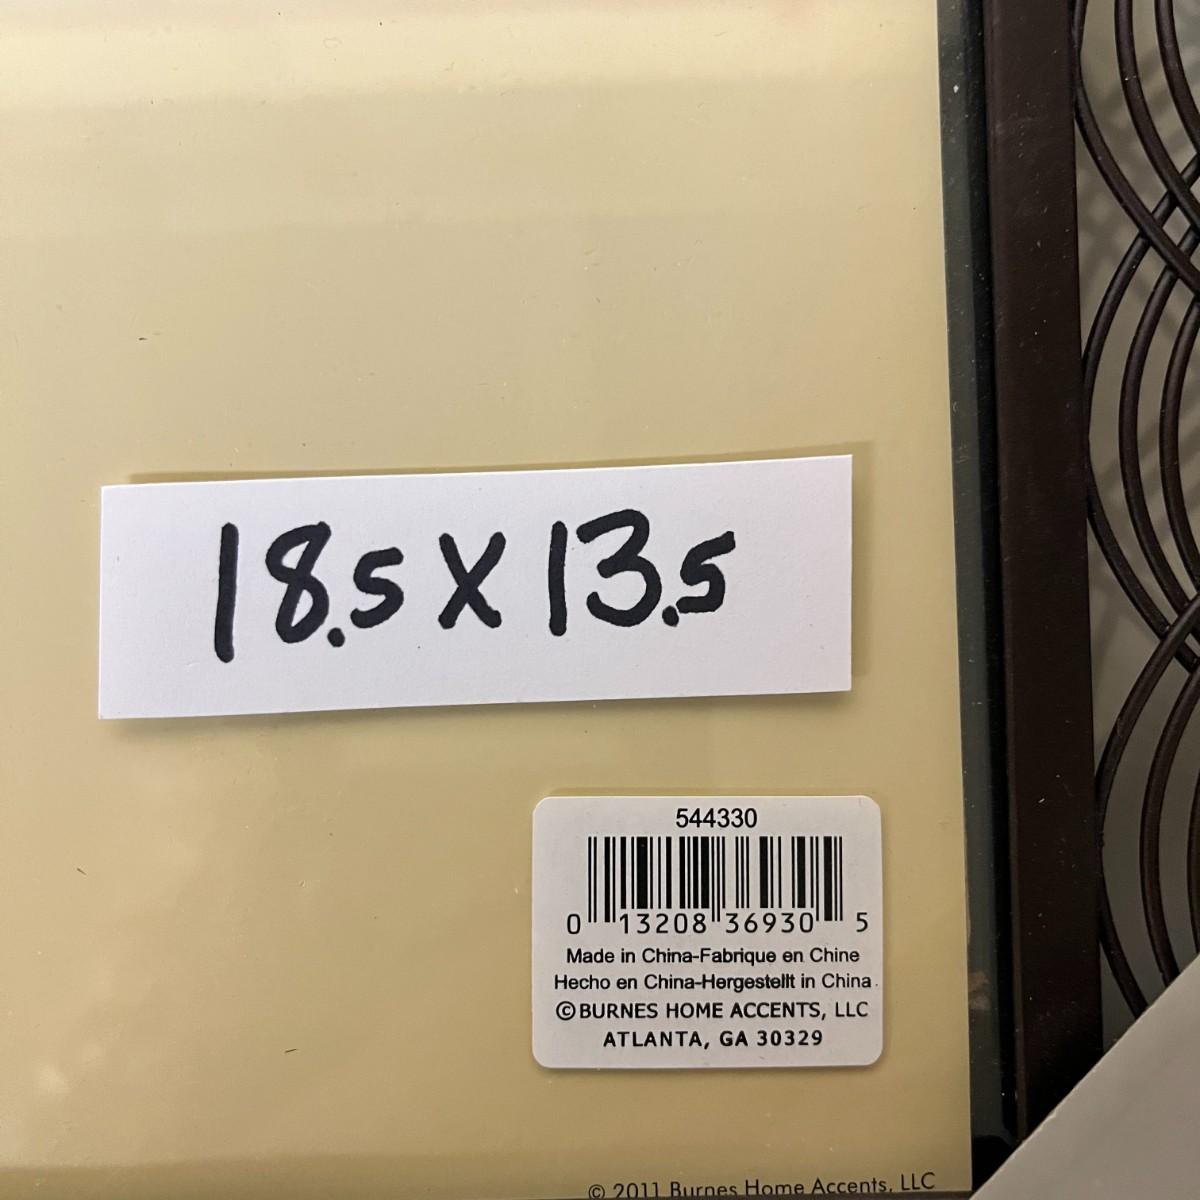 18.5 X 13.5
544330
0 13208 36930 5
Made in China-Fabrique en Chine
Hecho en China-Hergestellt in China.
©BURNES HOME ACCENTS, LLC
ATLANTA, GA 30329
© 2011 Burnes Home Accents, LLC